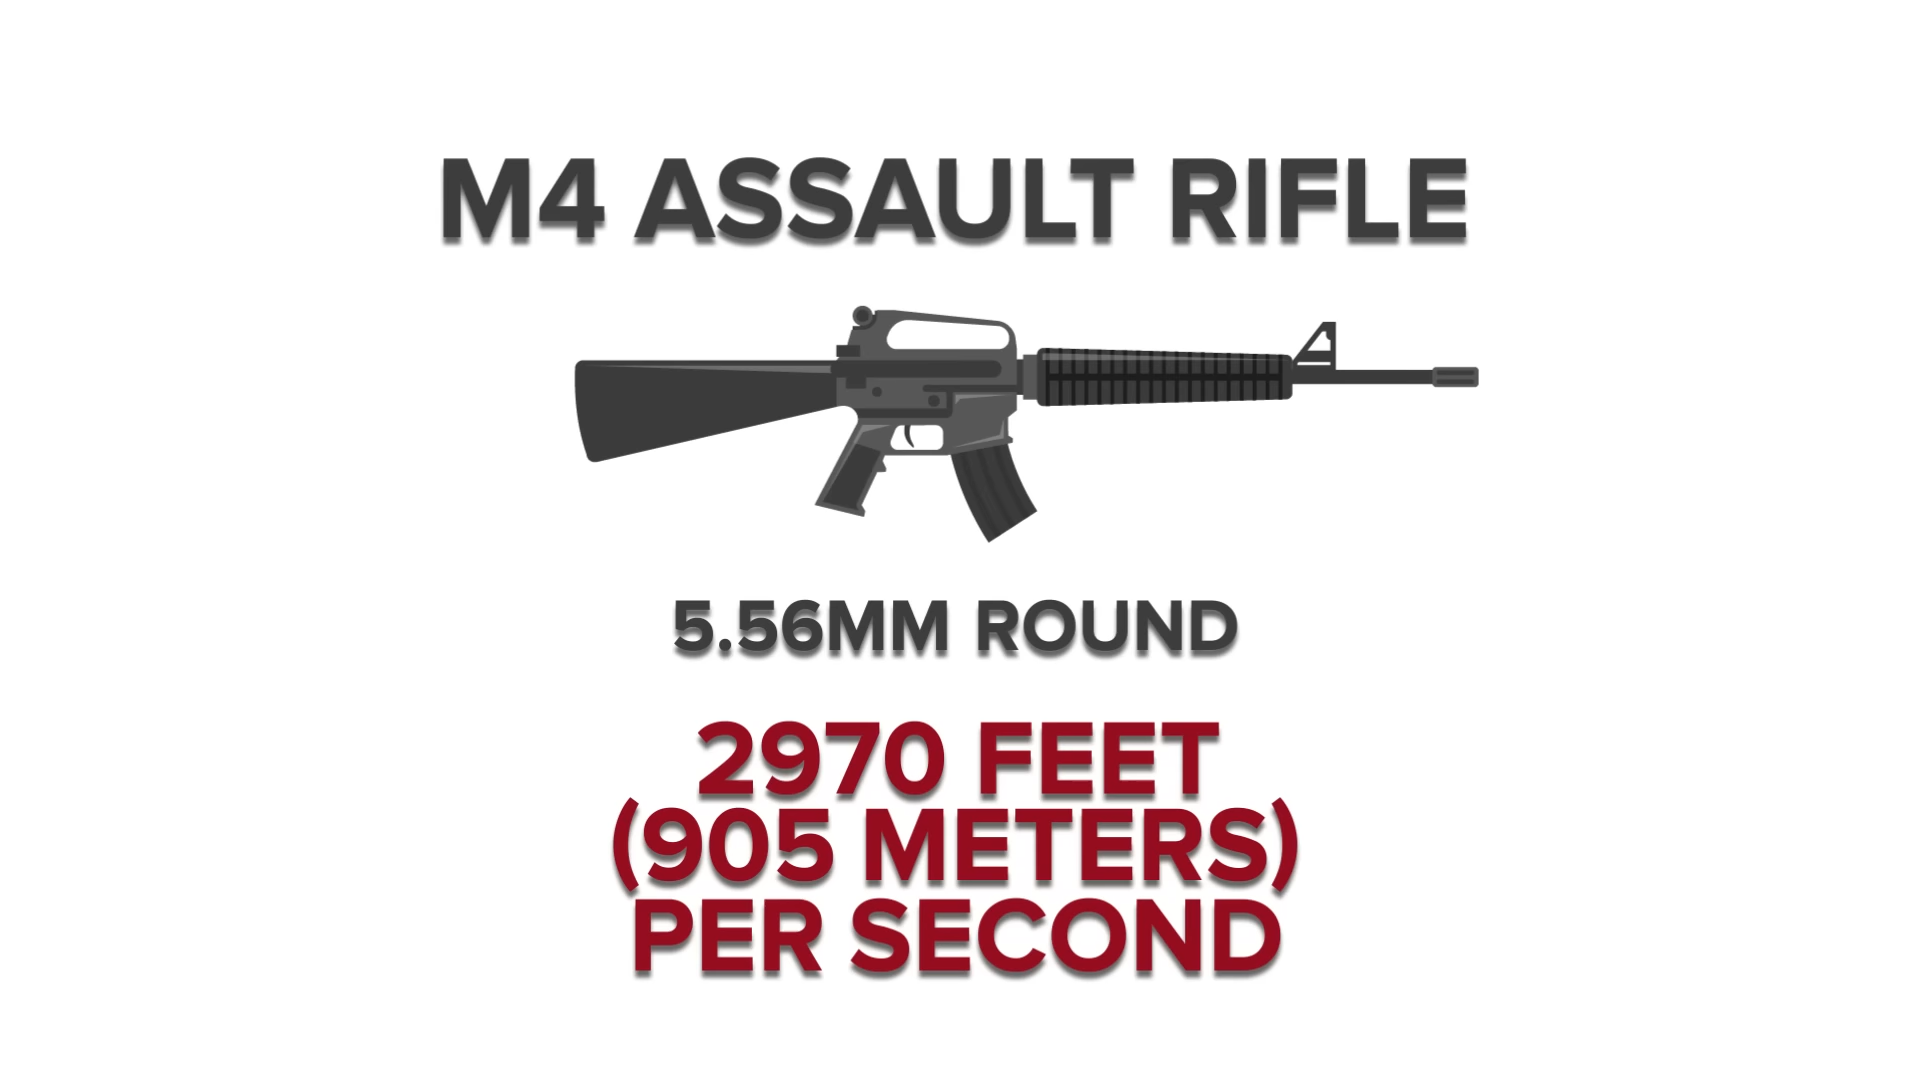 M4 ASSAULT RIFLE
5.56MM ROUND
2970 FEET
(905 METERS)
PER SECOND